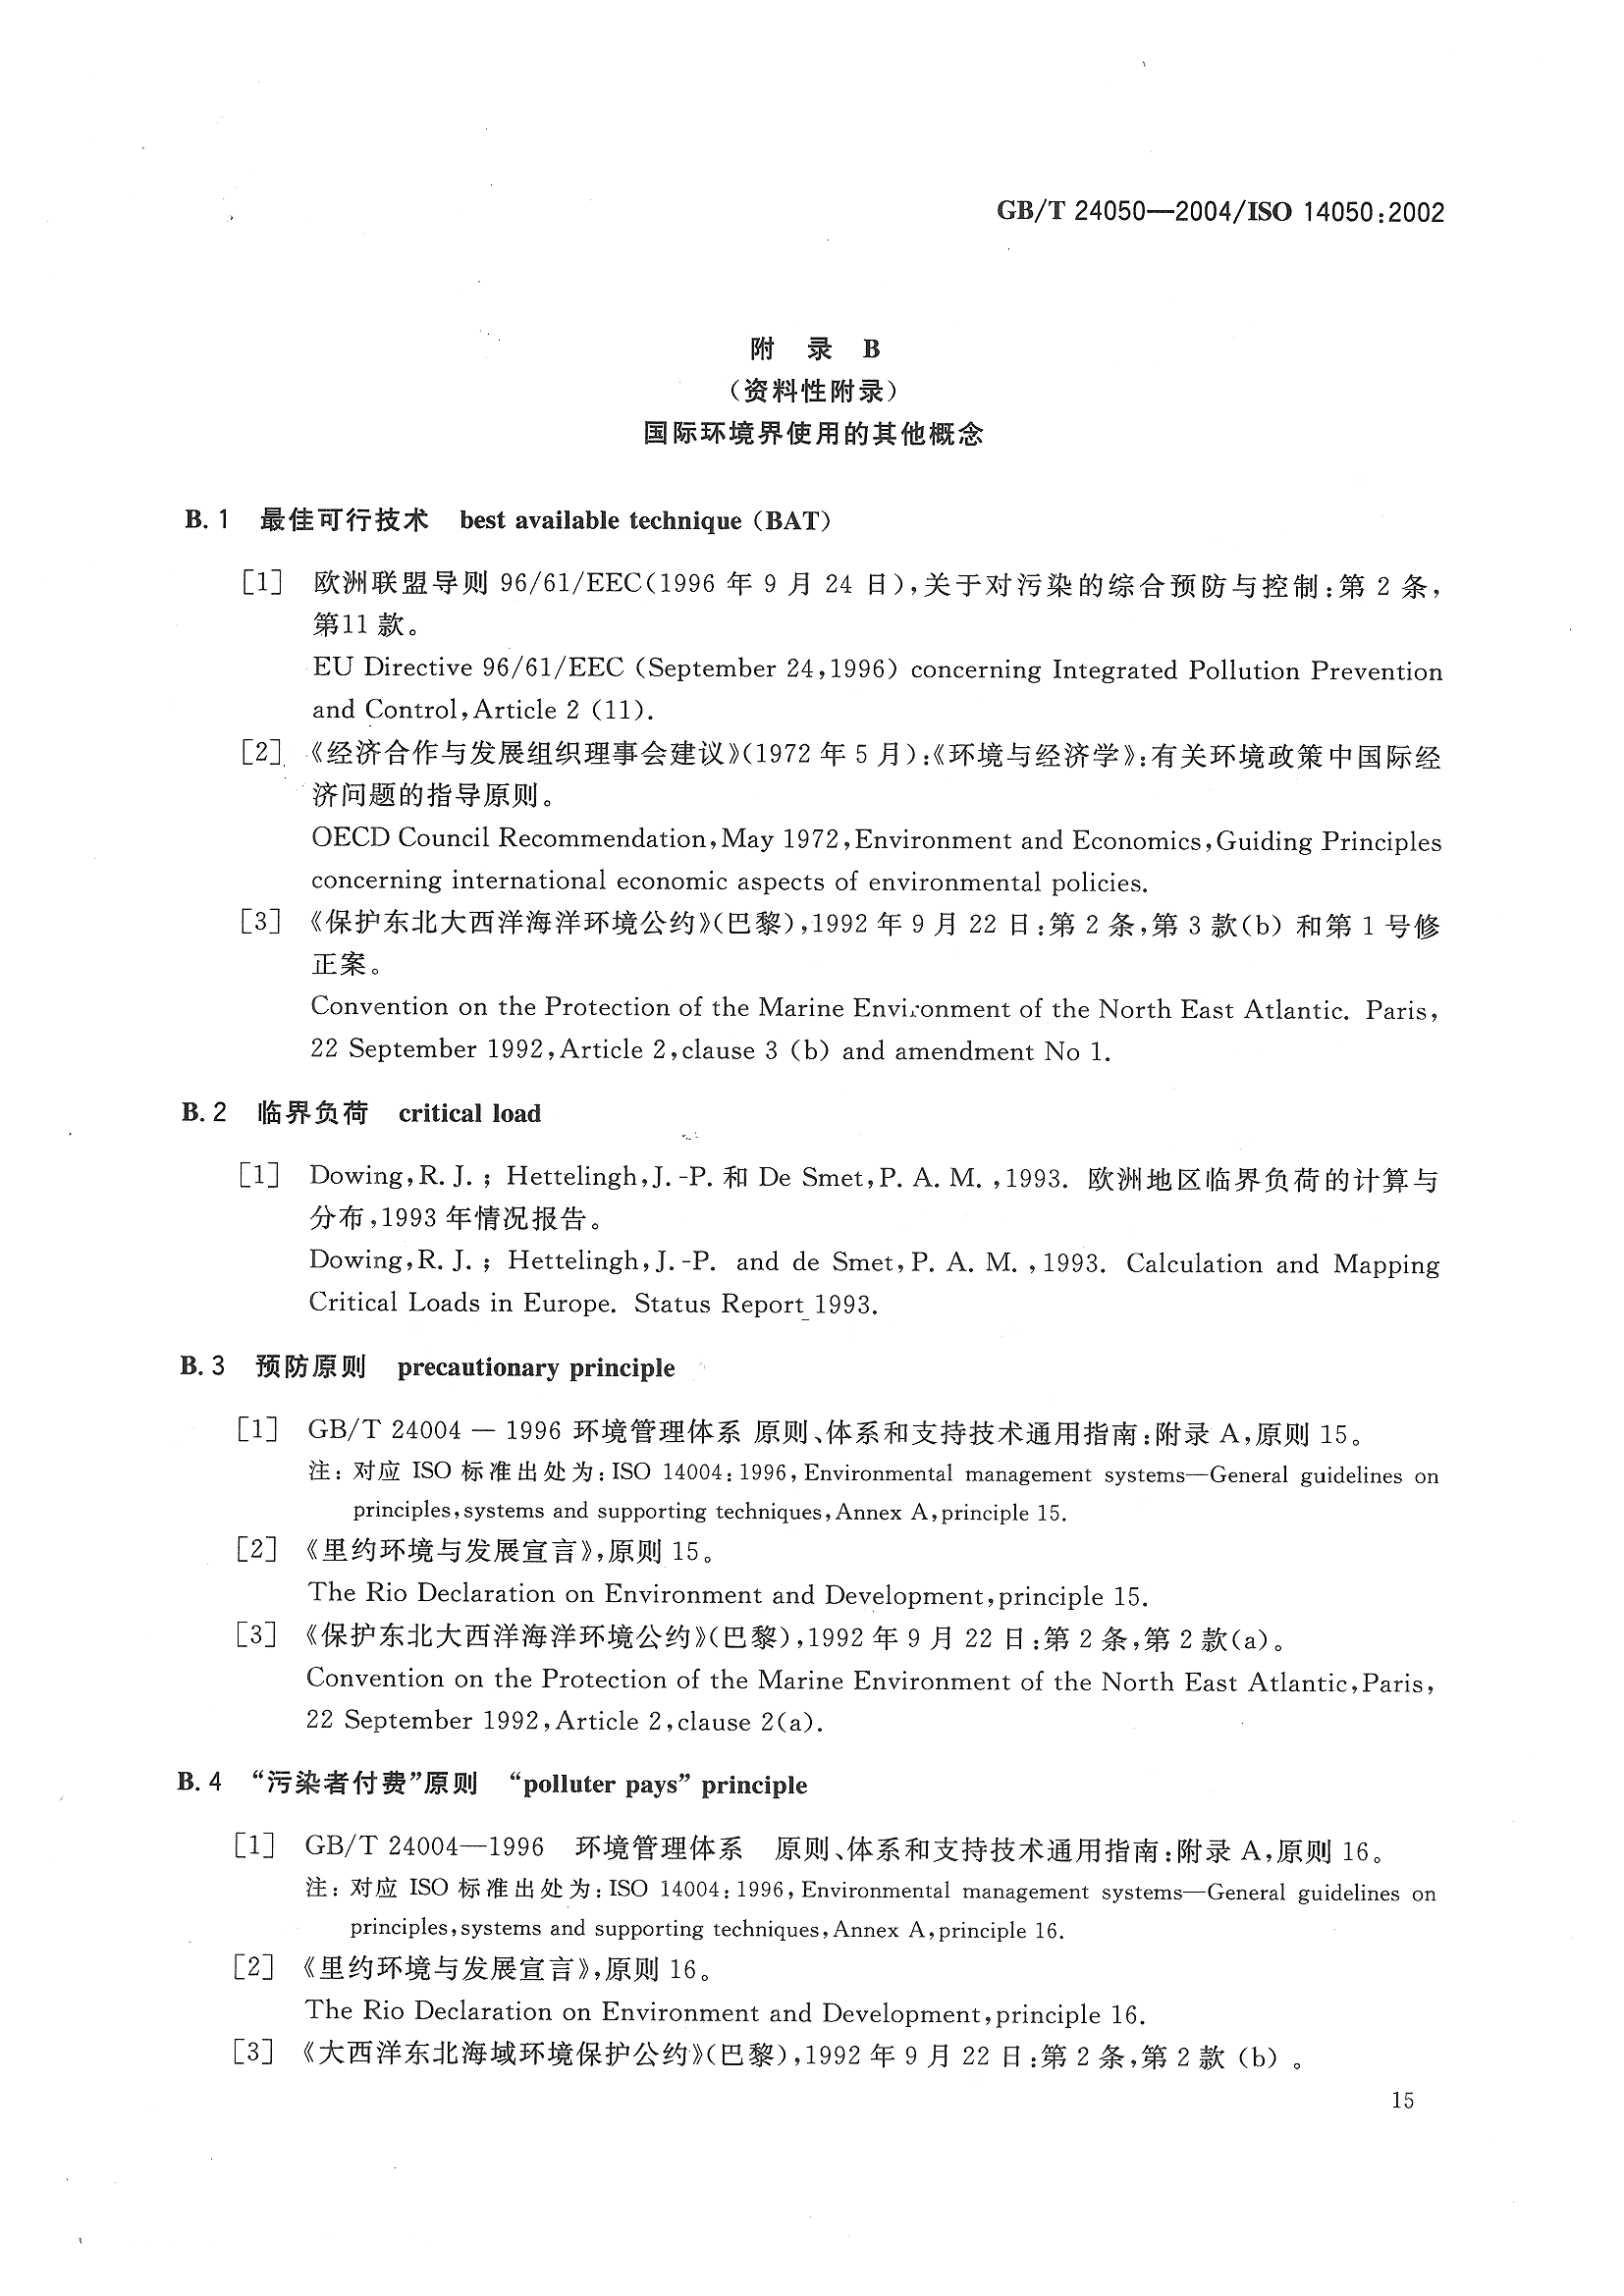 GB/T 24050—2004/ISO 14050:2002
附 录 B
（资料性附录）
国际环境界使用的其他概念
B.1 最佳可行技术 best available technique（BAT）
［1］ 欧洲联盟导则 96/61/EEC(1996 年 9 月 24 日),关于对污染的综合预防与控制:第 2 条,
第11 款。
EU Directive 96/61/EEC (September 24,1996) concerning Integrated Pollution Prevention
and Control,Article 2 (11).
［2］ 《经济合作与发展组织理事会建议》(1972 年 5 月):《环境与经济学》:有关环境政策中国际经
济问题的指导原则。
OECD Council Recommendation,May 1972,Environment and Economics,Guiding Principles
concerning international economic aspects of environmental policies.
［3］ 《保护东北大西洋海洋环境公约》(巴黎),1992 年 9 月 22 日:第 2 条,第 3 款(b) 和第 1 号修
正案。
Convention on the Protection of the Marine Environment of the North East Atlantic. Paris,
22 September 1992,Article 2,clause 3 (b) and amendment No 1.
B.2 临界负荷 critical load
［1］ Dowing,R. J. ; Hettelingh,J. -P. 和 De Smet,P. A. M. ,1993. 欧洲地区临界负荷的计算与
分布,1993 年情况报告。
Dowing,R. J. ; Hettelingh,J. -P. and de Smet,P. A. M. ,1993. Calculation and Mapping
Critical Loads in Europe. Status Report 1993.
B.3 预防原则 precautionary principle
［1］ GB/T 24004 — 1996 环境管理体系 原则、体系和支持技术通用指南:附录 A,原则 15。
注: 对应 ISO 标准出处为:ISO 14004:1996,Environmental management systems—General guidelines on
principles,systems and supporting techniques,Annex A,principle 15.
［2］ 《里约环境与发展宣言》,原则 15。
The Rio Declaration on Environment and Development,principle 15.
［3］ 《保护东北大西洋海洋环境公约》(巴黎),1992 年 9 月 22 日:第 2 条,第 2 款(a)。
Convention on the Protection of the Marine Environment of the North East Atlantic,Paris,
22 September 1992,Article 2,clause 2(a).
B.4 “污染者付费”原则 “polluter pays” principle
［1］ GB/T 24004—1996 环境管理体系 原则、体系和支持技术通用指南:附录 A,原则 16。
注: 对应 ISO 标准出处为:ISO 14004:1996,Environmental management systems—General guidelines on
principles,systems and supporting techniques,Annex A,principle 16.
［2］ 《里约环境与发展宣言》,原则 16。
The Rio Declaration on Environment and Development,principle 16.
［3］ 《大西洋东北海域环境保护公约》(巴黎),1992 年 9 月 22 日:第 2 条,第 2 款 (b) 。
15